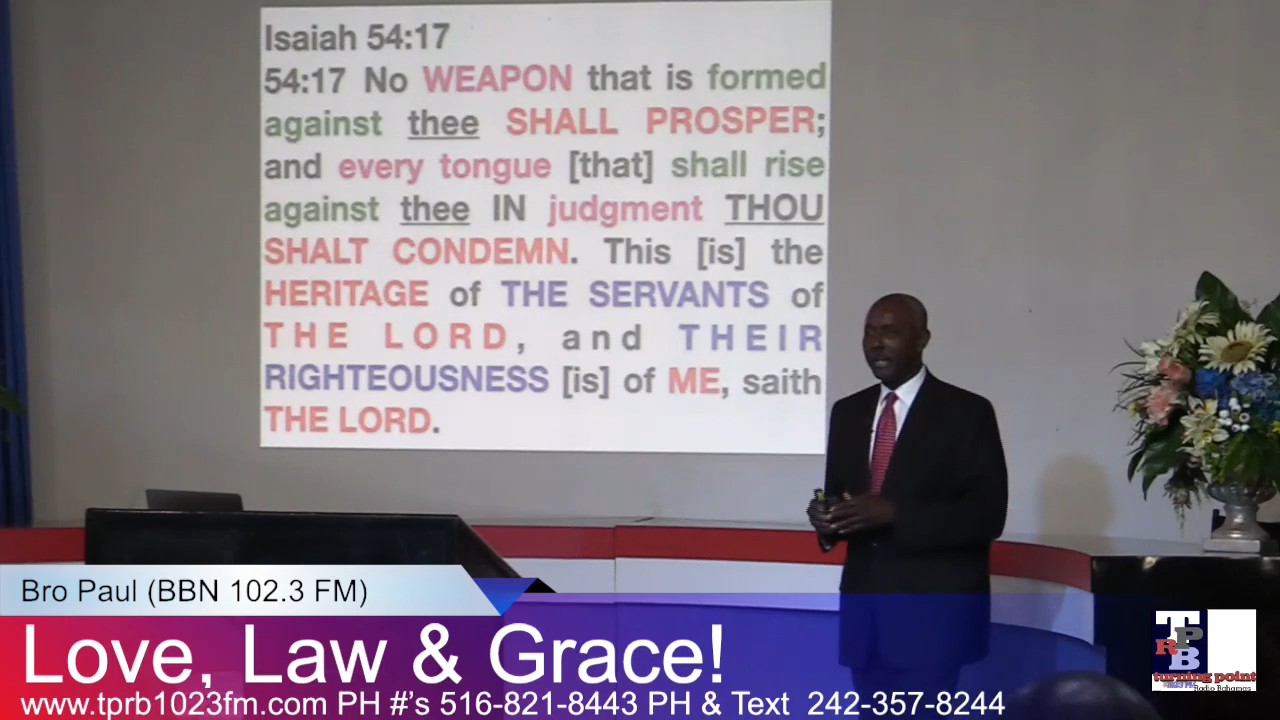 Isaiah 54:17
54:17 No WEAPON that is formed
against thee SHALL PROSPER;
and every tongue [that] shall rise
against thee IN judgment THOU
SHALT CONDEMN. This [is] the
HERITAGE of THE SERVANTS of
THE LORD, and THEIR
RIGHTEOUSNESS [is] of ME, saith
THE LORD.
Bro Paul (BBN 102.3 FM)
Love, Law & Grace!
www.tprb1023fm.com PH #'s 516-821-8443 PH & Text 242-357-8244
TPRB
turning point
Radio Bahamas